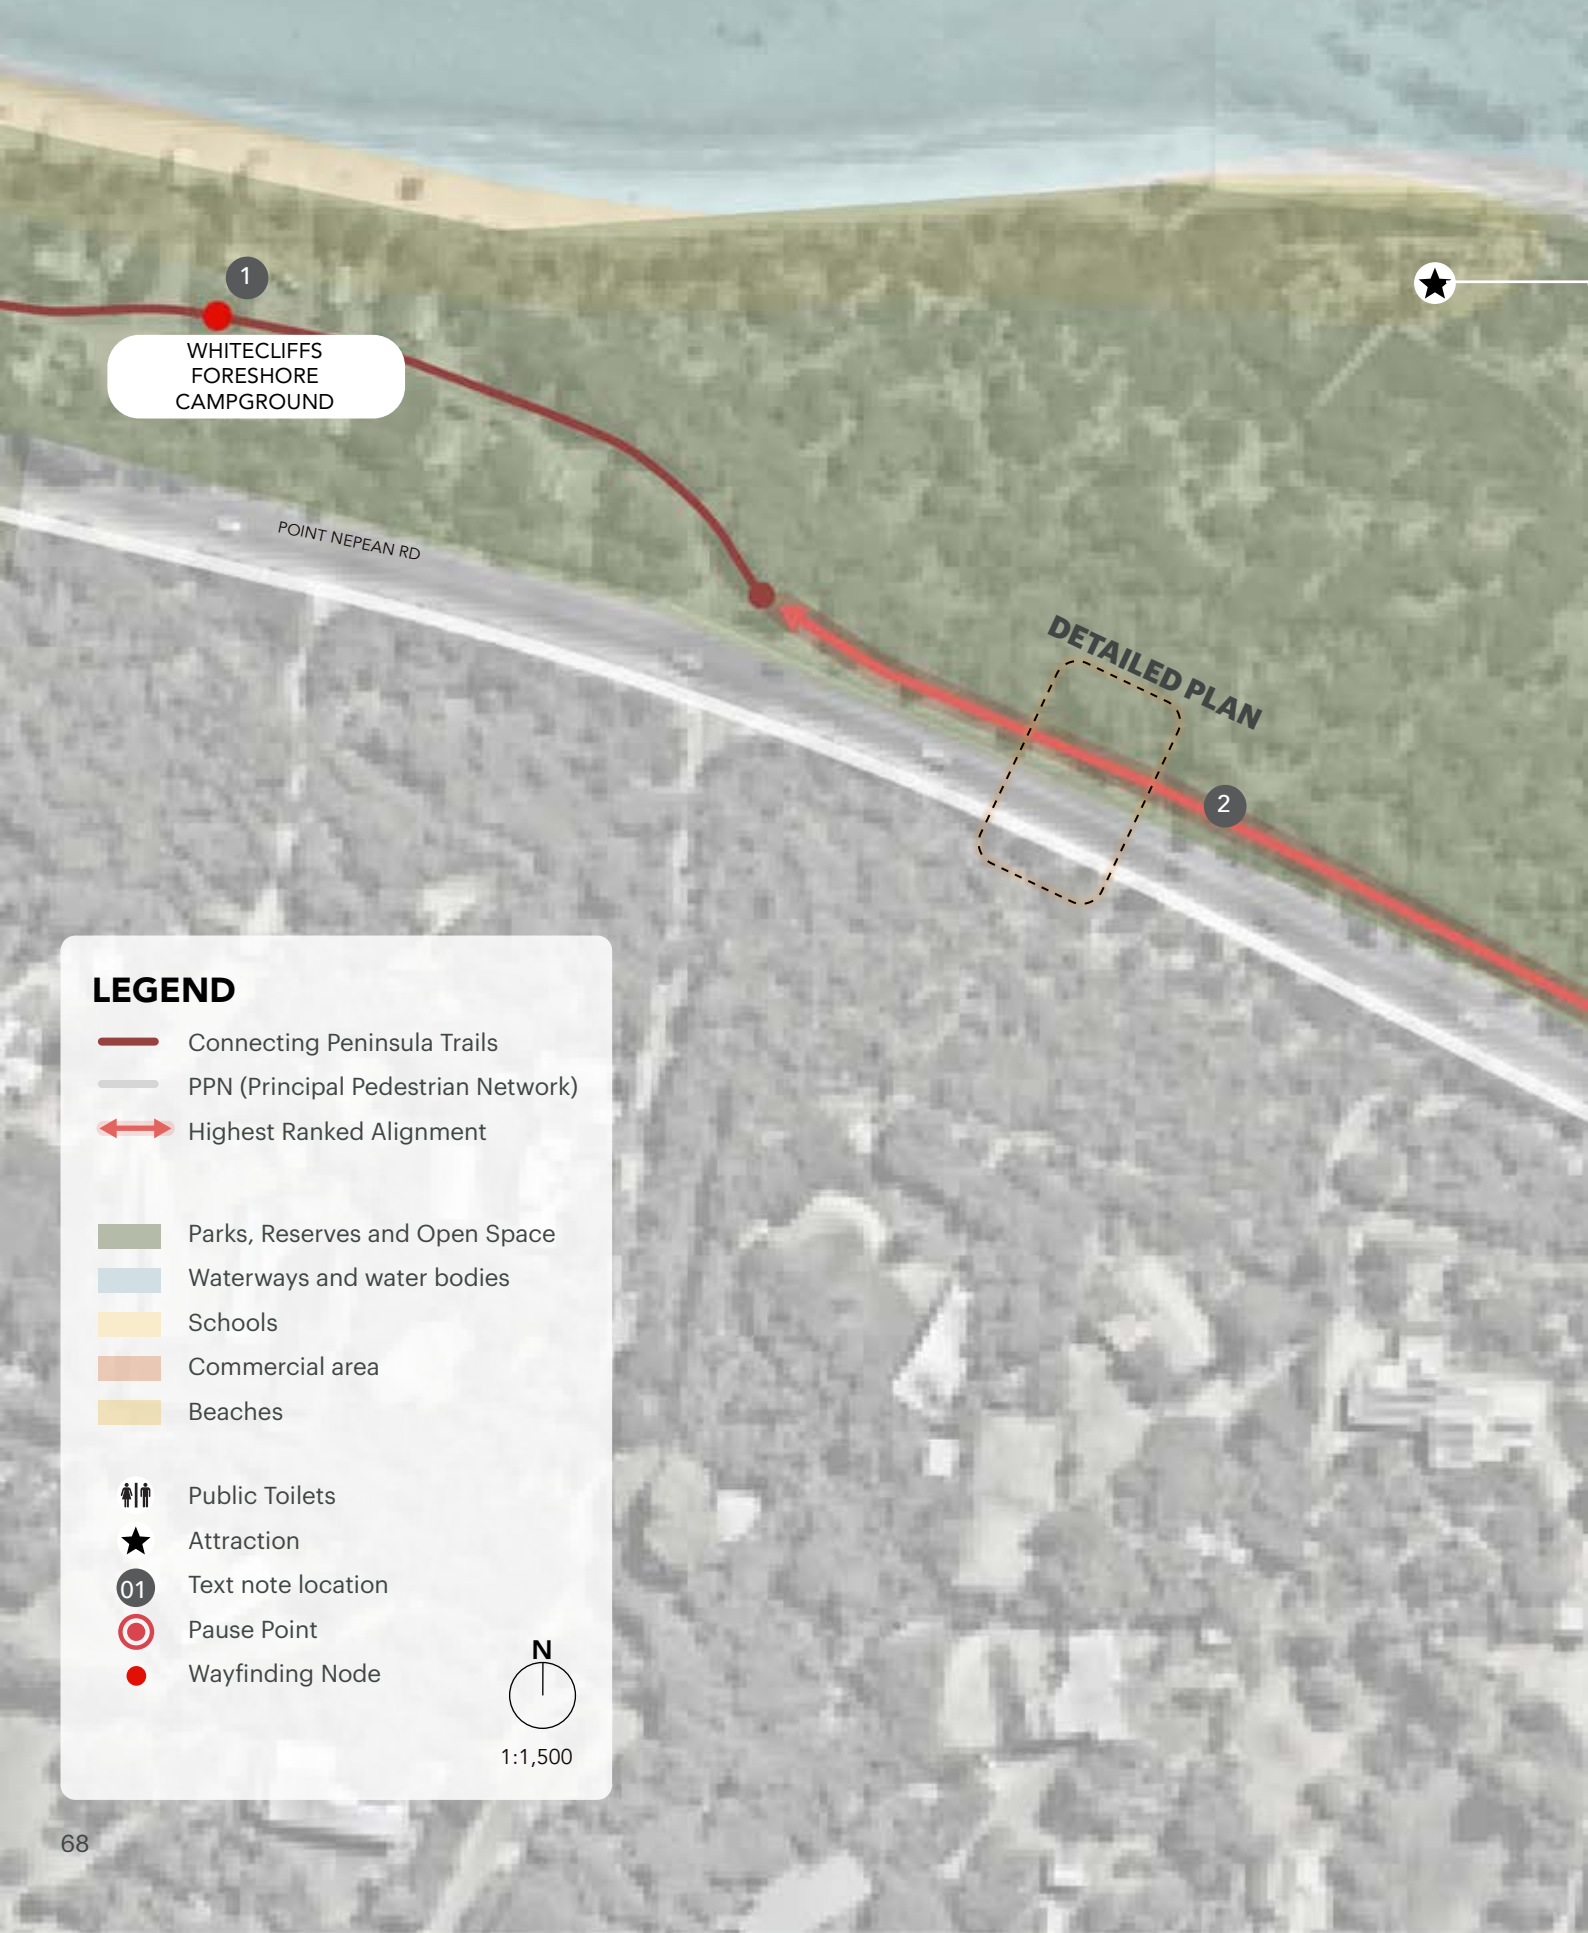 1
WHITECLIFFS
FORESHORE
CAMPGROUND
POINT NEPEAN RD
DETAILED PLAN
2
LEGEND
Connecting Peninsula Trails
PPN (Principal Pedestrian Network)
Highest Ranked Alignment
Parks, Reserves and Open Space
Waterways and water bodies
Schools
Commercial area
Beaches
Public Toilets
Attraction
01 Text note location
Pause Point
Wayfinding Node
N
1:1,500
68